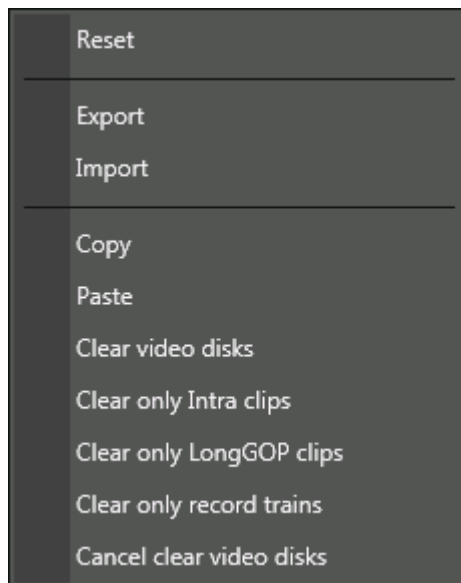 Reset
Export
Import
Copy
Paste
Clear video disks
Clear only Intra clips
Clear only LongGOP clips
Clear only record trains
Cancel clear video disks